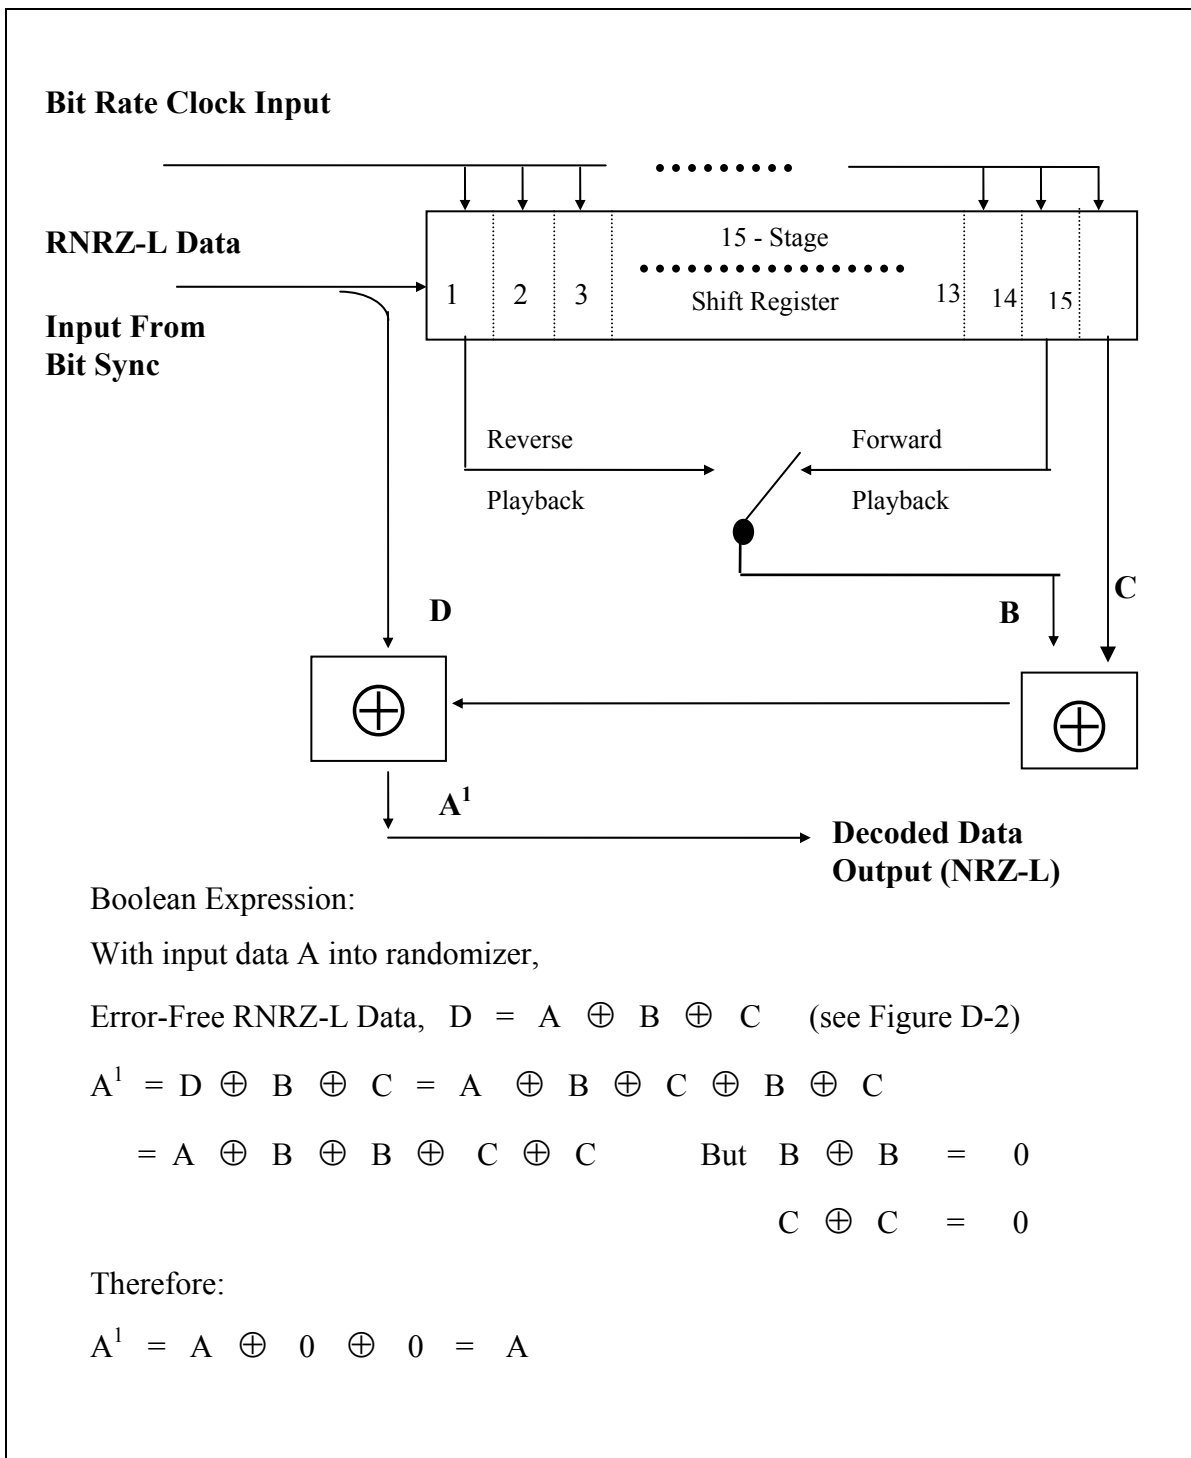 Bit Rate Clock Input
RNRZ-L Data
15 - Stage
1 2 3 Shift Register 13 14 15
Input From
Bit Sync
Reverse Forward
Playback Playback
D B C
⊕ ⊕
A¹
Decoded Data
Output (NRZ-L)
Boolean Expression:
With input data A into randomizer,
Error-Free RNRZ-L Data, D = A ⊕ B ⊕ C (see Figure D-2)
A¹ = D ⊕ B ⊕ C = A ⊕ B ⊕ C ⊕ B ⊕ C
= A ⊕ B ⊕ B ⊕ C ⊕ C But B ⊕ B = 0
C ⊕ C = 0
Therefore:
A¹ = A ⊕ 0 ⊕ 0 = A